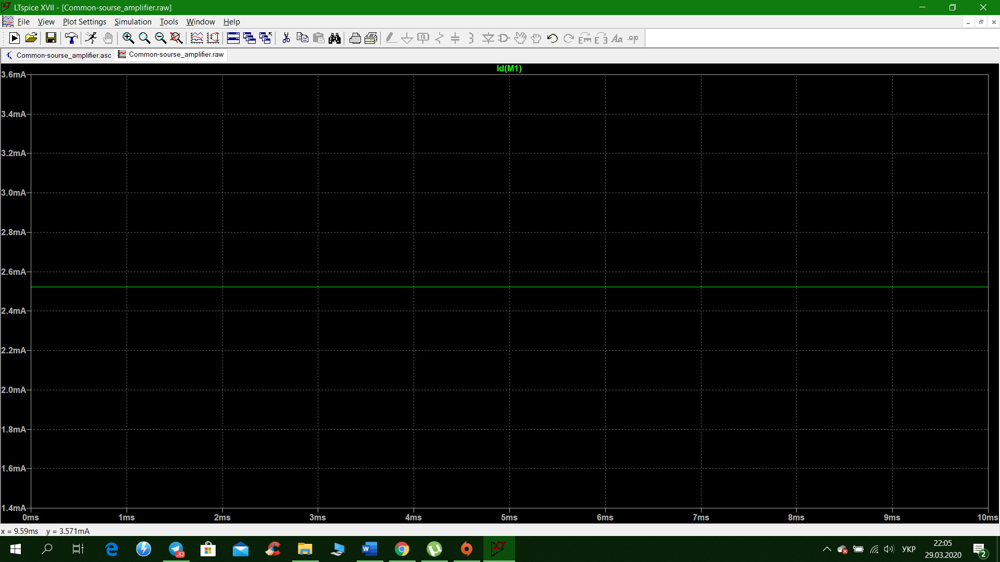 LTspice XVII - [Common-sourse_amplifier.raw]
File View Plot Settings Simulation Tools Window Help
Common-sourse_amplifier.asc Common-sourse_amplifier.raw
Id(M1)
3.6mA
3.4mA
3.2mA
3.0mA
2.8mA
2.6mA
2.4mA
2.2mA
2.0mA
1.8mA
1.6mA
1.4mA
0ms 1ms 2ms 3ms 4ms 5ms 6ms 7ms 8ms 9ms 10ms
x = 9.59ms y = 3.571mA
..82
УКР
22:05
29.03.2020
2